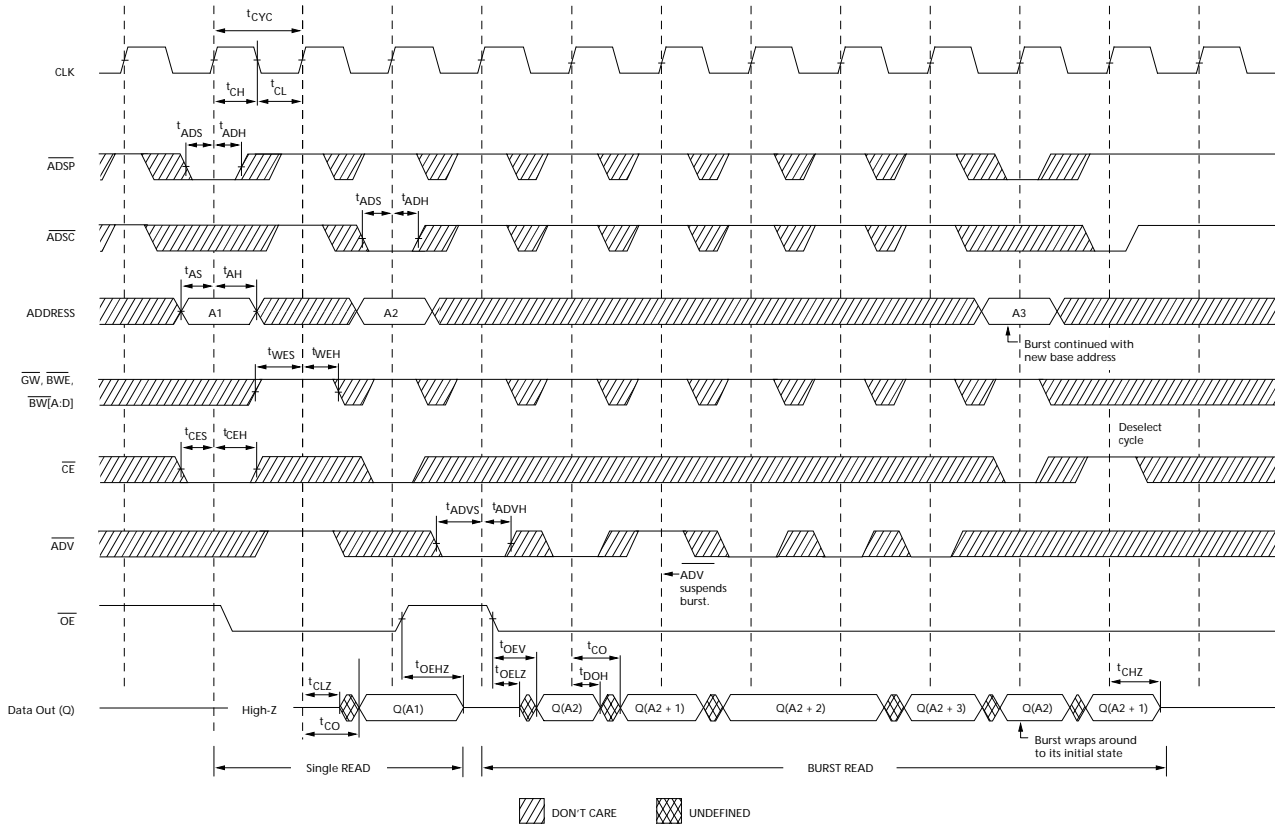 tCYC
CLK
tCH
tCL
tADS
tADH
ADSP
tADS
tADH
ADSC
tAS
tAH
ADDRESS
A1
A2
A3
Burst continued with
new base address
tWES
tWEH
GW, BWE,
BW[A:D]
tCES
tCEH
Deselect
cycle
CE
tADVS
tADVH
ADV
ADV
suspends
burst.
OE
tOEHZ
tOEV
tOELZ
tCO
tDOH
tCHZ
tCLZ
Data Out (Q)
High-Z
Q(A1)
Q(A2)
Q(A2 + 1)
Q(A2 + 2)
Q(A2 + 3)
Q(A2)
Q(A2 + 1)
tCO
Burst wraps around
to its initial state
Single READ
BURST READ
DON'T CARE
UNDEFINED